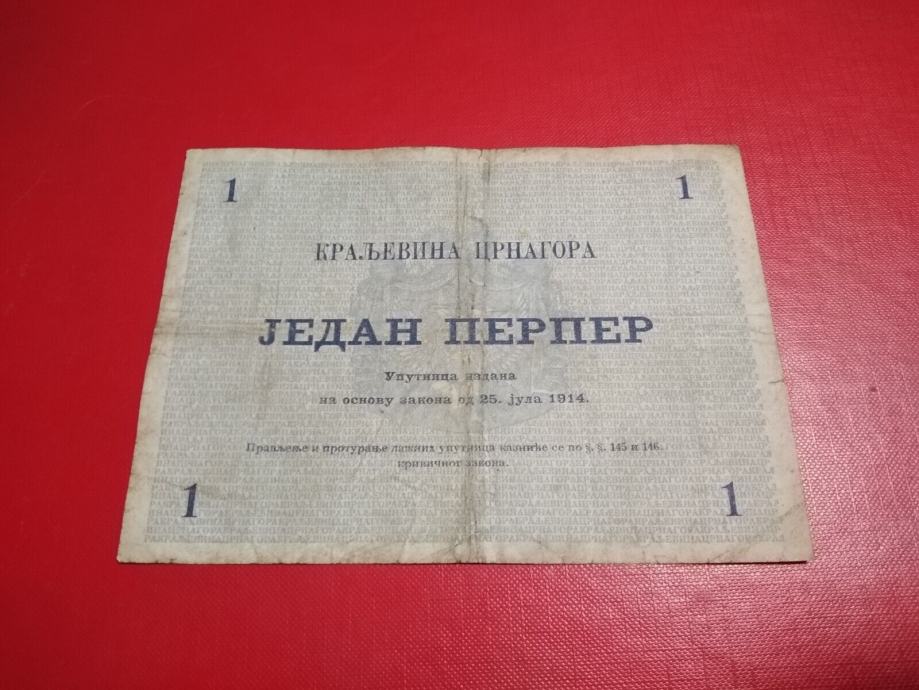 1 1
КРАЉЕВИНА ЦРНАГОРА
ЈЕДАН ПЕРПЕР
Упутница издана
на основу закона од 25. јула 1914.
Прављење и протурање лажних упутница казниће се по §. §. 145 и 146.
кривичног закона.
1 1